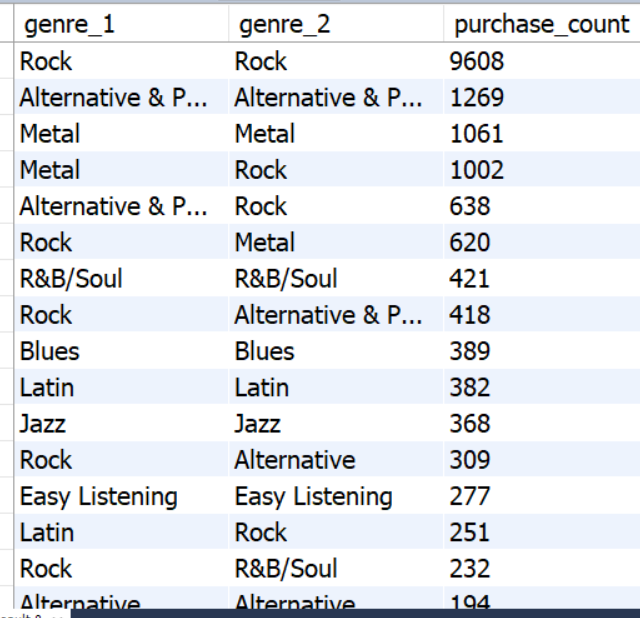 genre_1 genre_2 purchase_count
Rock Rock 9608
Alternative & P... Alternative & P... 1269
Metal Metal 1061
Metal Rock 1002
Alternative & P... Rock 638
Rock Metal 620
R&B/Soul R&B/Soul 421
Rock Alternative & P... 418
Blues Blues 389
Latin Latin 382
Jazz Jazz 368
Rock Alternative 309
Easy Listening Easy Listening 277
Latin Rock 251
Rock R&B/Soul 232
Alternative Alternative 194